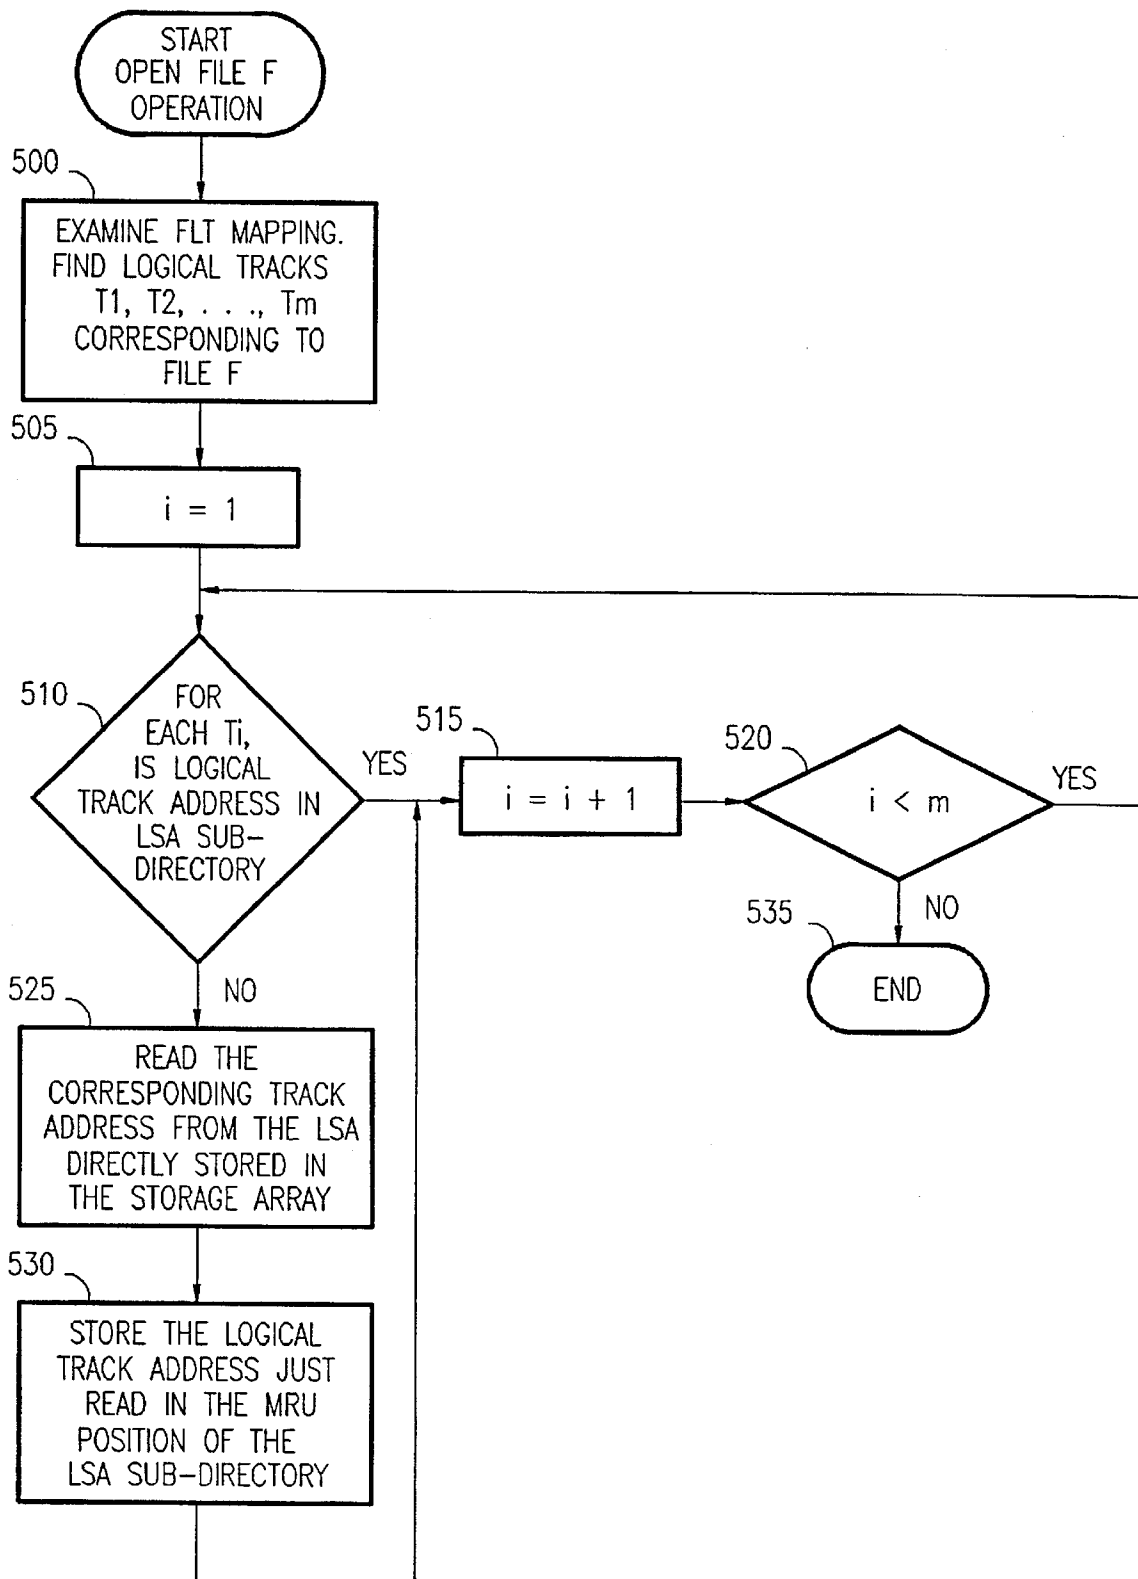 START
OPEN FILE F
OPERATION
500
EXAMINE FLT MAPPING.
FIND LOGICAL TRACKS
T1, T2, . . ., Tm
CORRESPONDING TO
FILE F
505
i = 1
510
FOR
EACH Ti,
IS LOGICAL
TRACK ADDRESS IN
LSA SUB-
DIRECTORY
YES
515
i = i + 1
520
i < m
YES
NO
535
END
NO
525
READ THE
CORRESPONDING TRACK
ADDRESS FROM THE LSA
DIRECTLY STORED IN
THE STORAGE ARRAY
530
STORE THE LOGICAL
TRACK ADDRESS JUST
READ IN THE MRU
POSITION OF THE
LSA SUB-DIRECTORY